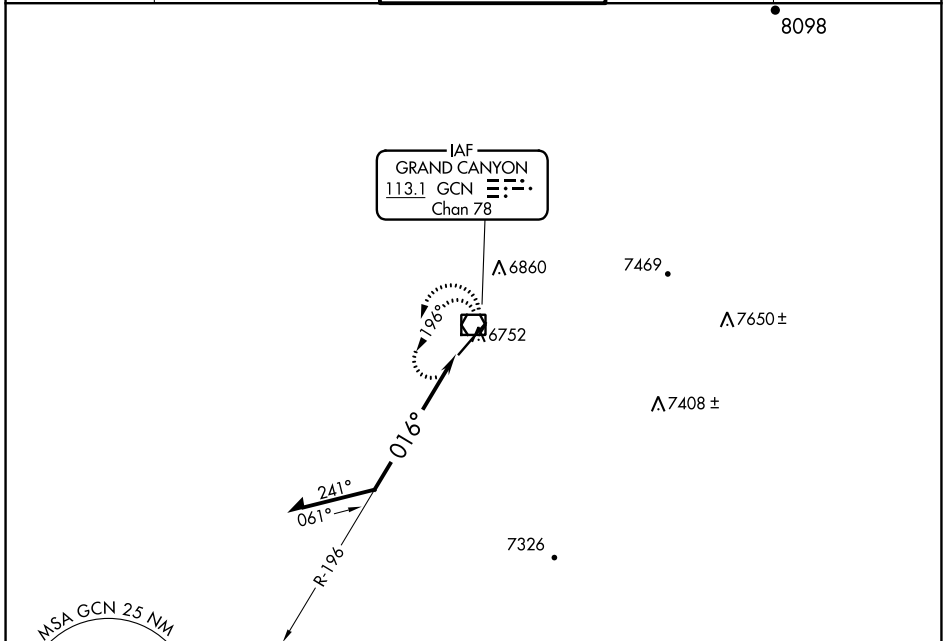 8098
IAF
GRAND CANYON
113.1 GCN
Chan 78
6860
7469
7650 ±
196°
6752
7408 ±
016°
241°
061°
R-196
7326
MSA GCN 25 NM